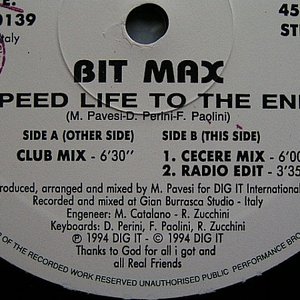 E.
0139
Italy
45
STE
BIT MAX
PEED LIFE TO THE EN
(M. Pavesi-D. Perini-F. Paolini)
SIDE A (OTHER SIDE) SIDE B (THIS SIDE)
CLUB MIX - 6'30" 1. CECERE MIX - 6'00
2. RADIO EDIT - 3'35
roduced, arranged and mixed by M. Pavesi for DIG IT International
Recorded and mixed at Gian Burrasca Studio - Italy
Engeneer: M. Catalano - R. Zucchini
Keyboards: D. Perini, F. Paolini, R. Zucchini
℗ 1994 DIG IT - © 1994 DIG IT
Thanks to God for all i got and
all Real Friends
OF THE RECORDED WORK RESERVED UNAUTHORISED PUBLIC PERFORMANCE BRO